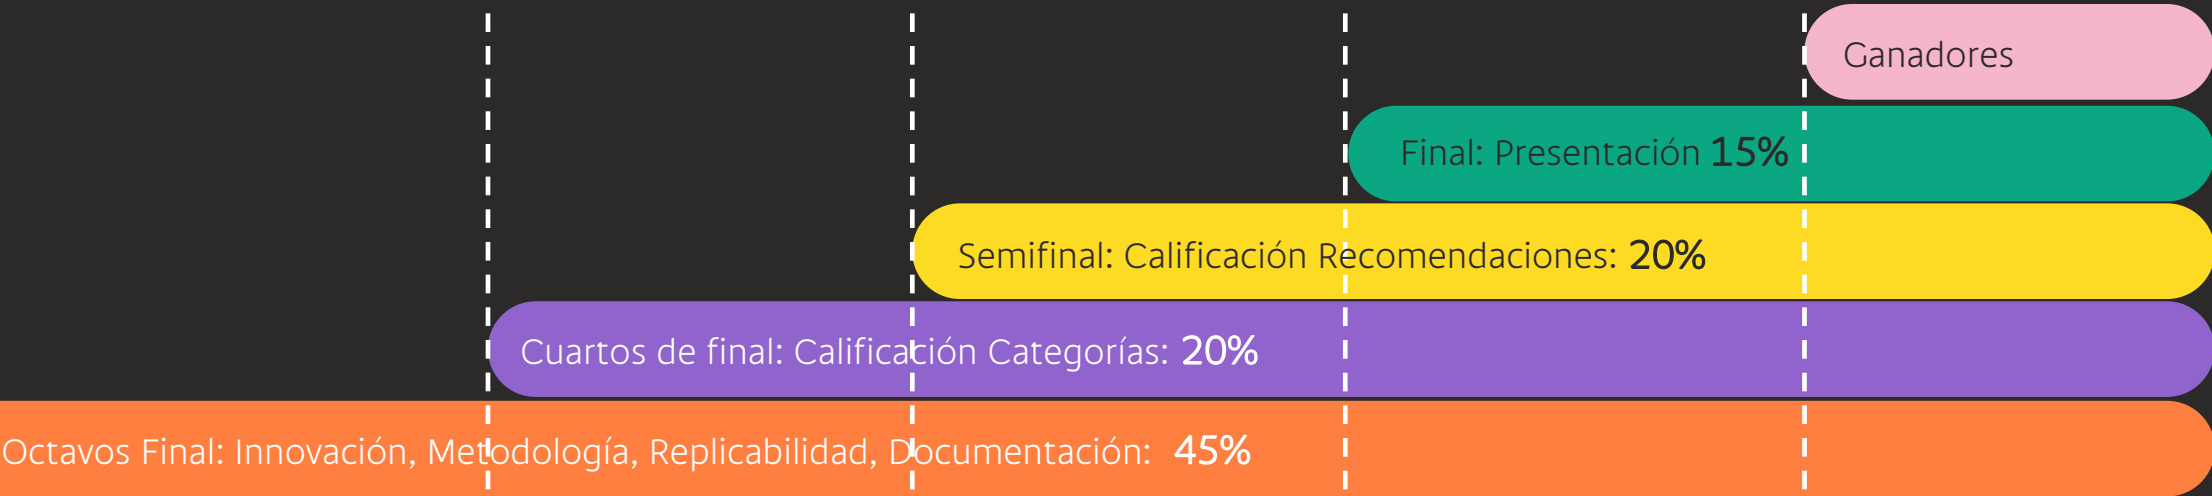 Ganadores
Final: Presentación 15%
Semifinal: Calificación Recomendaciones: 20%
Cuartos de final: Calificación Categorías: 20%
Octavos Final: Innovación, Metodología, Replicabilidad, Documentación: 45%